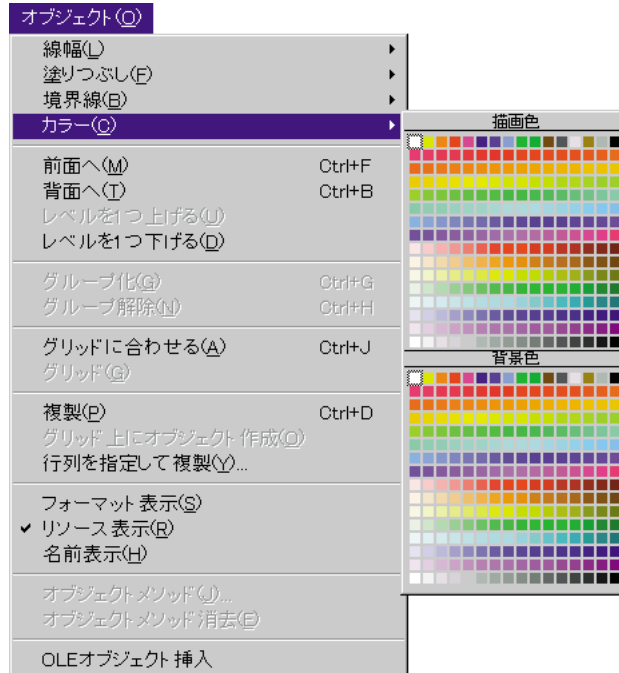 オブジェクト(O)
線幅(L)
塗りつぶし(F)
境界線(B)
カラー(C)
描画色
前面へ(M) Ctrl+F
背面へ(T) Ctrl+B
レベルを1つ上げる(U)
レベルを1つ下げる(D)
グループ化(G) Ctrl+G
グループ解除(N) Ctrl+H
グリッドに合わせる(A) Ctrl+J
背景色
グリッド(G)
複製(P) Ctrl+D
グリッド上にオブジェクト作成(O)
行列を指定して複製(Y)...
フォーマット表示(S)
リソース表示(R)
名前表示(H)
オブジェクトメソッド(J)...
オブジェクトメソッド消去(E)
OLEオブジェクト挿入